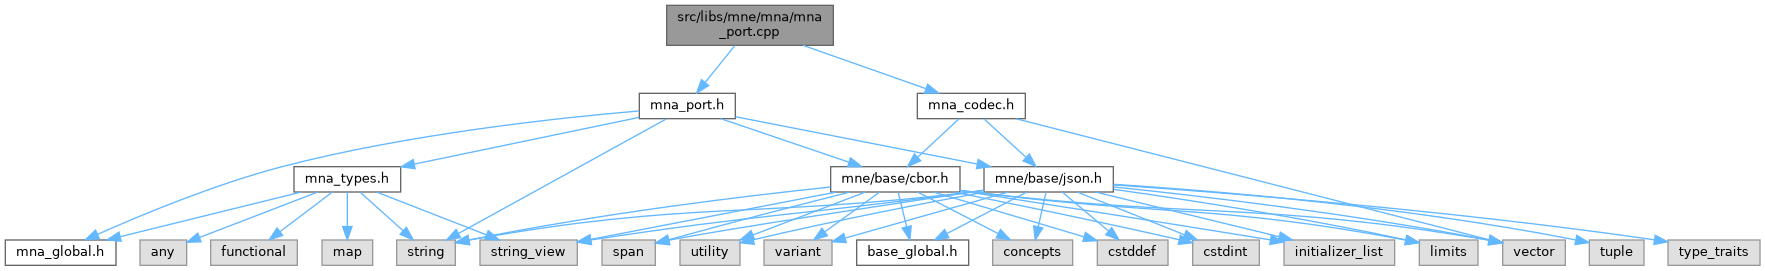 src/libs/mne/mna/mna
_port.cpp
mna_port.h
mna_codec.h
mna_types.h
mne/base/cbor.h
mne/base/json.h
mna_global.h
any
functional
map
string
string_view
span
utility
variant
base_global.h
concepts
cstddef
cstdint
initializer_list
limits
vector
tuple
type_traits